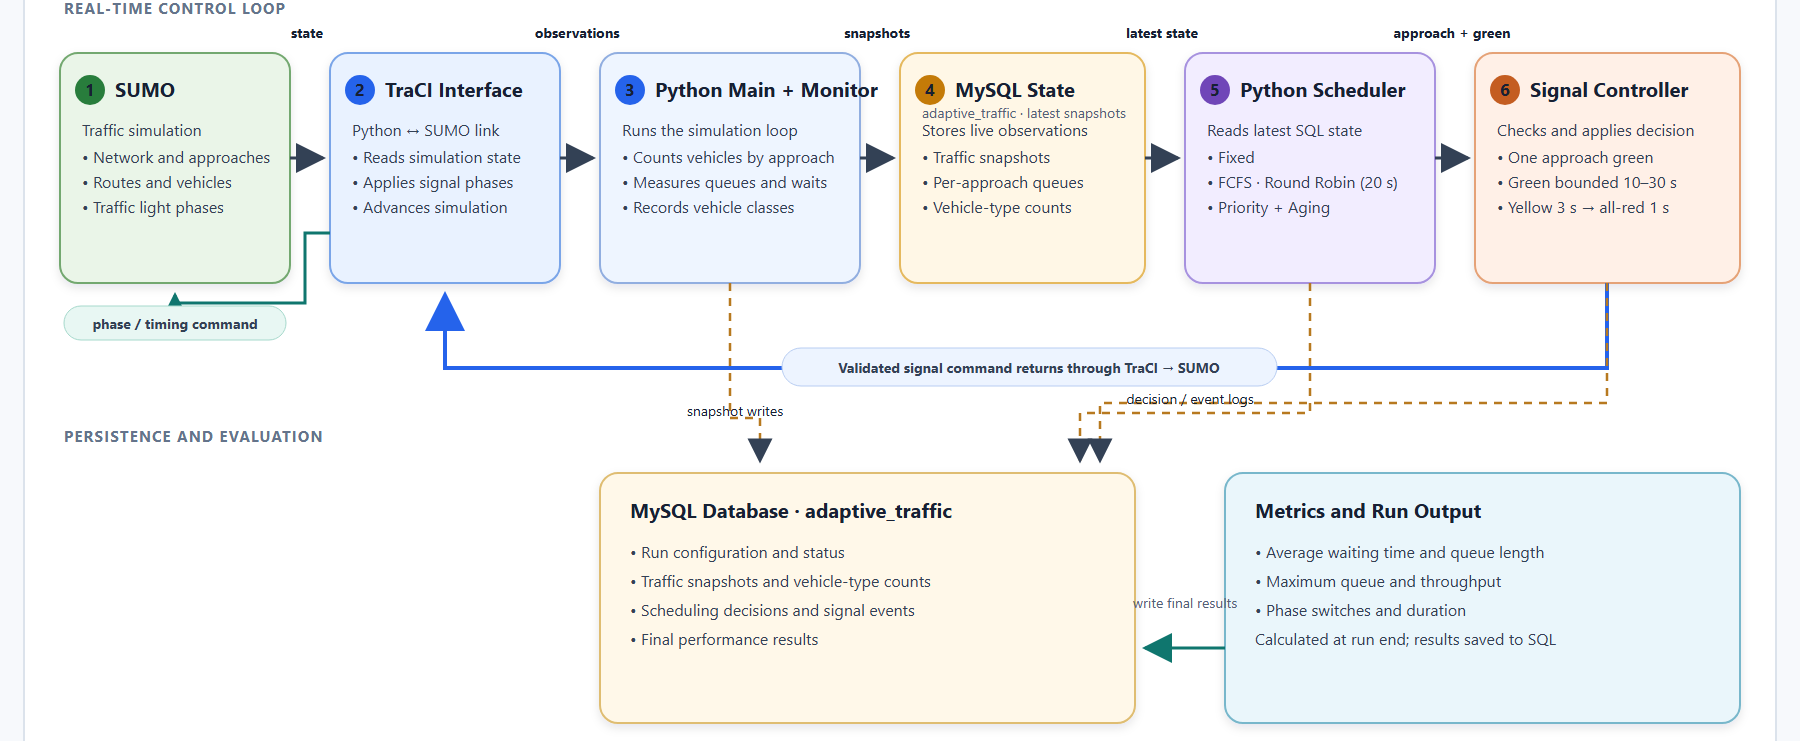 REAL-TIME CONTROL LOOP
state
observations
snapshots
latest state
approach + green
1 SUMO
Traffic simulation
• Network and approaches
• Routes and vehicles
• Traffic light phases
2 TraCI Interface
Python ↔ SUMO link
• Reads simulation state
• Applies signal phases
• Advances simulation
3 Python Main + Monitor
Runs the simulation loop
• Counts vehicles by approach
• Measures queues and waits
• Records vehicle classes
4 MySQL State
adaptive_traffic · latest snapshots
Stores live observations
• Traffic snapshots
• Per-approach queues
• Vehicle-type counts
5 Python Scheduler
Reads latest SQL state
• Fixed
• FCFS · Round Robin (20 s)
• Priority + Aging
6 Signal Controller
Checks and applies decision
• One approach green
• Green bounded 10–30 s
• Yellow 3 s → all-red 1 s
phase / timing command
Validated signal command returns through TraCI → SUMO
snapshot writes
decision / event logs
PERSISTENCE AND EVALUATION
MySQL Database · adaptive_traffic
• Run configuration and status
• Traffic snapshots and vehicle-type counts
• Scheduling decisions and signal events
• Final performance results
write final results
Metrics and Run Output
• Average waiting time and queue length
• Maximum queue and throughput
• Phase switches and duration
Calculated at run end; results saved to SQL